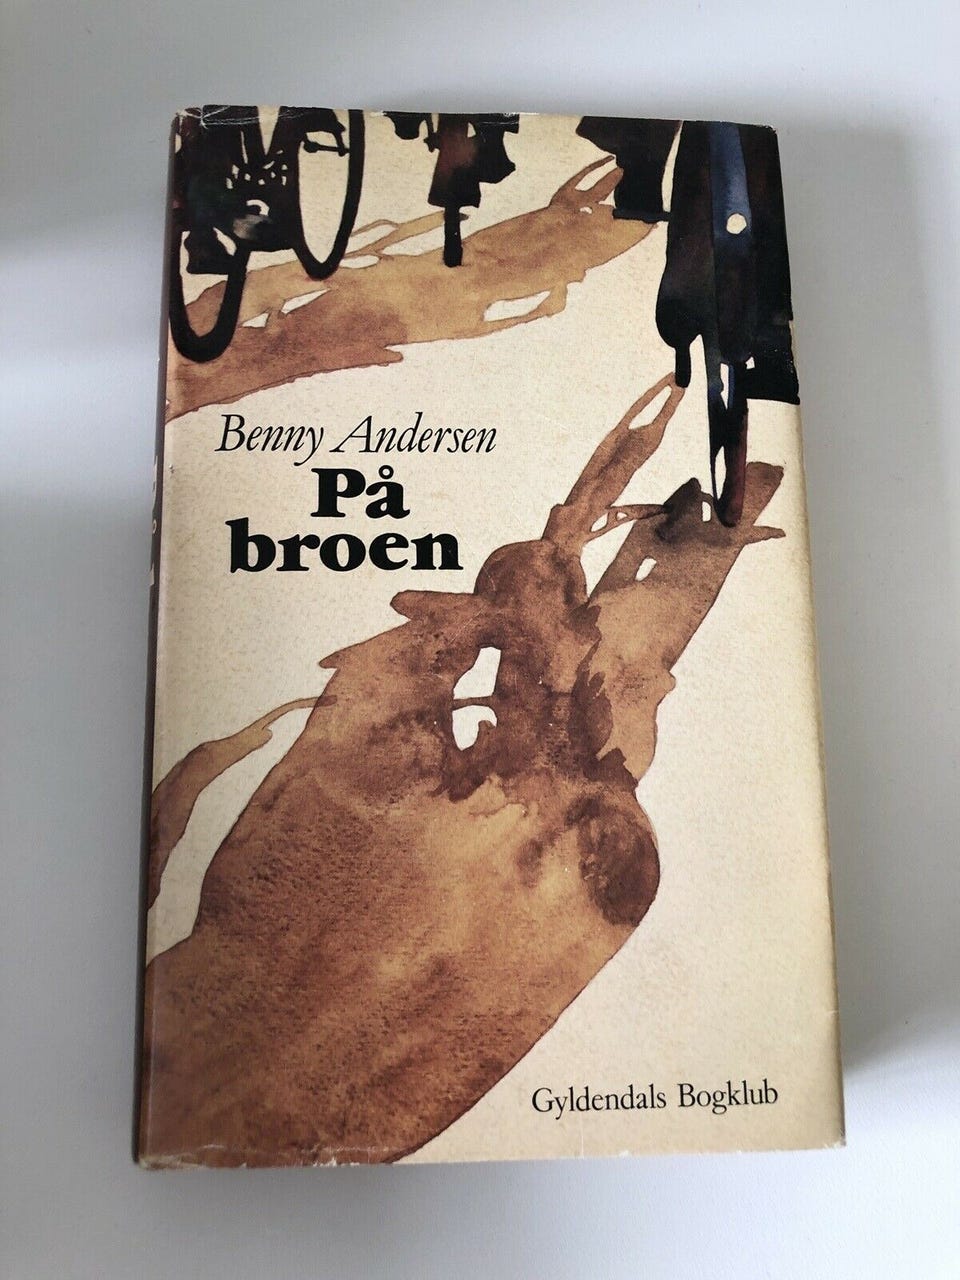 Benny Andersen
På
broen
Gyldendals Bogklub